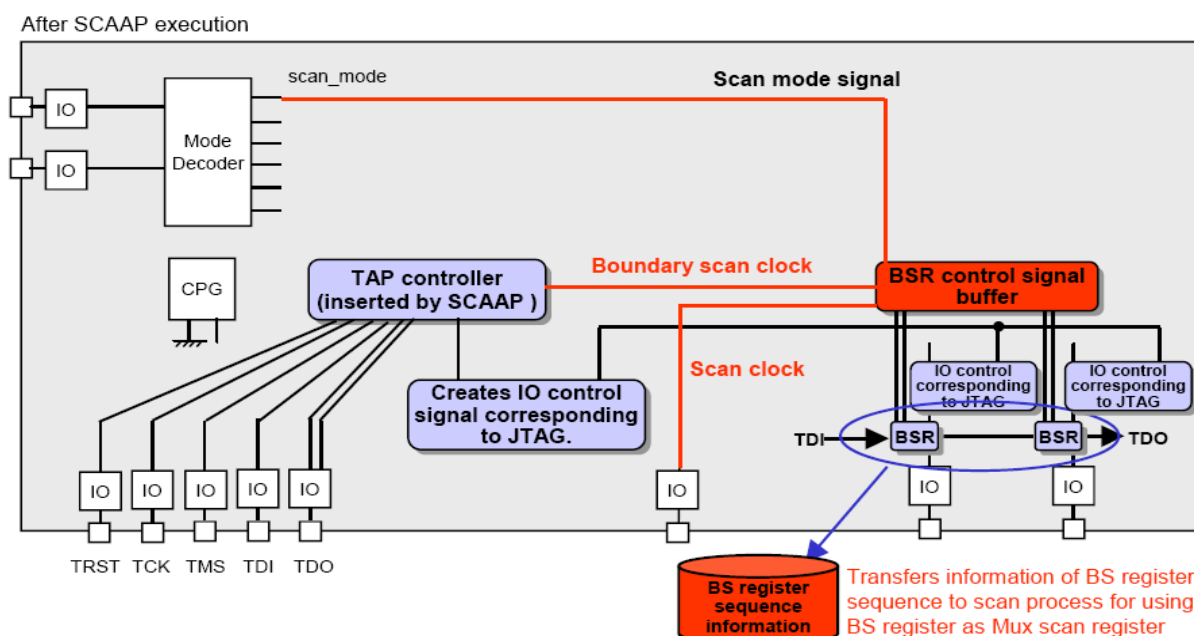 After SCAAP execution
scan_mode
Scan mode signal
IO
Mode
Decoder
IO
CPG
TAP controller
(inserted by SCAAP )
Boundary scan clock
BSR control signal
buffer
Scan clock
Creates IO control
signal corresponding
to JTAG.
IO control
corresponding
to JTAG
IO control
corresponding
to JTAG
TDI
BSR
BSR
TDO
IO
IO
IO
IO
IO
IO
IO
IO
TRST
TCK
TMS
TDI
TDO
BS register
sequence
information
Transfers information of BS register
sequence to scan process for using
BS register as Mux scan register